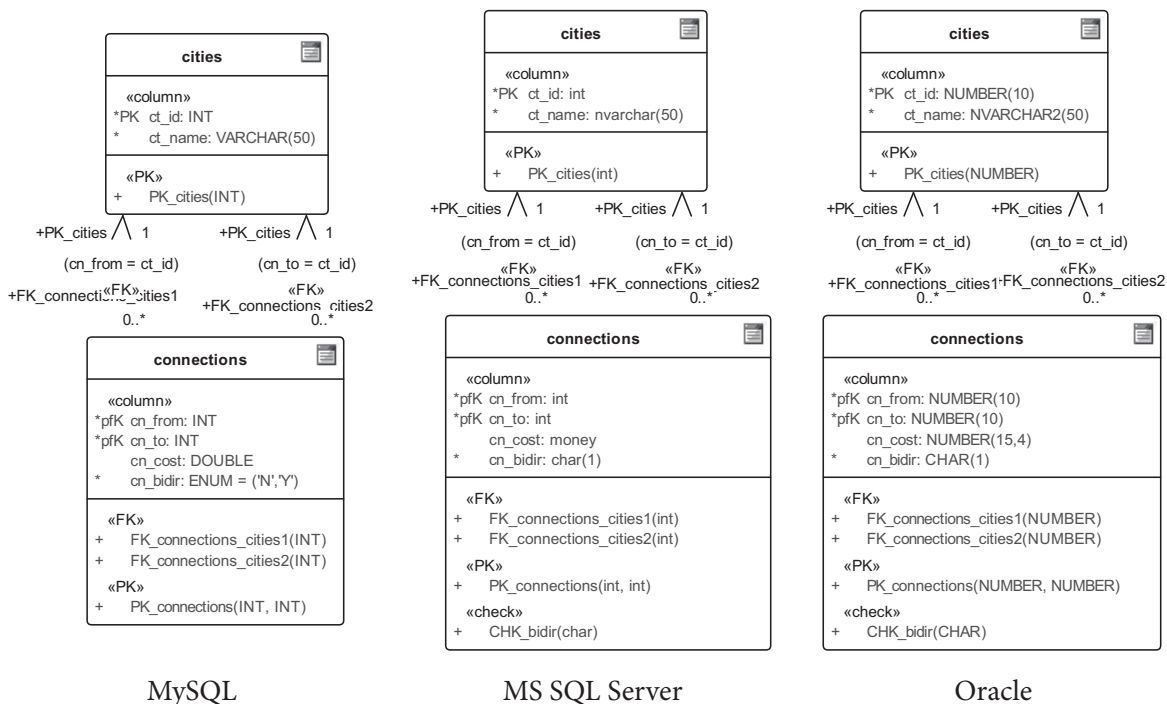 cities
«column»
*PK ct_id: INT
* ct_name: VARCHAR(50)
«PK»
+ PK_cities(INT)
+PK_cities 1
+PK_cities 1
(cn_from = ct_id)
(cn_to = ct_id)
«FK»
+FK_connections_cities1
«FK»
+FK_connections_cities2
0..*
0..*
connections
«column»
*pfK cn_from: INT
*pfK cn_to: INT
cn_cost: DOUBLE
* cn_bidir: ENUM = ('N','Y')
«FK»
+ FK_connections_cities1(INT)
+ FK_connections_cities2(INT)
«PK»
+ PK_connections(INT, INT)
MySQL
cities
«column»
*PK ct_id: int
* ct_name: nvarchar(50)
«PK»
+ PK_cities(int)
+PK_cities 1
+PK_cities 1
(cn_from = ct_id)
(cn_to = ct_id)
«FK»
+FK_connections_cities1
0..*
«FK»
+FK_connections_cities2
0..*
connections
«column»
*pfK cn_from: int
*pfK cn_to: int
cn_cost: money
* cn_bidir: char(1)
«FK»
+ FK_connections_cities1(int)
+ FK_connections_cities2(int)
«PK»
+ PK_connections(int, int)
«check»
+ CHK_bidir(char)
MS SQL Server
cities
«column»
*PK ct_id: NUMBER(10)
* ct_name: NVARCHAR2(50)
«PK»
+ PK_cities(NUMBER)
+PK_cities 1
+PK_cities 1
(cn_from = ct_id)
(cn_to = ct_id)
«FK»
+FK_connections_cities1
0..*
«FK»
+FK_connections_cities2
0..*
connections
«column»
*pfK cn_from: NUMBER(10)
*pfK cn_to: NUMBER(10)
cn_cost: NUMBER(15,4)
* cn_bidir: CHAR(1)
«FK»
+ FK_connections_cities1(NUMBER)
+ FK_connections_cities2(NUMBER)
«PK»
+ PK_connections(NUMBER, NUMBER)
«check»
+ CHK_bidir(CHAR)
Oracle